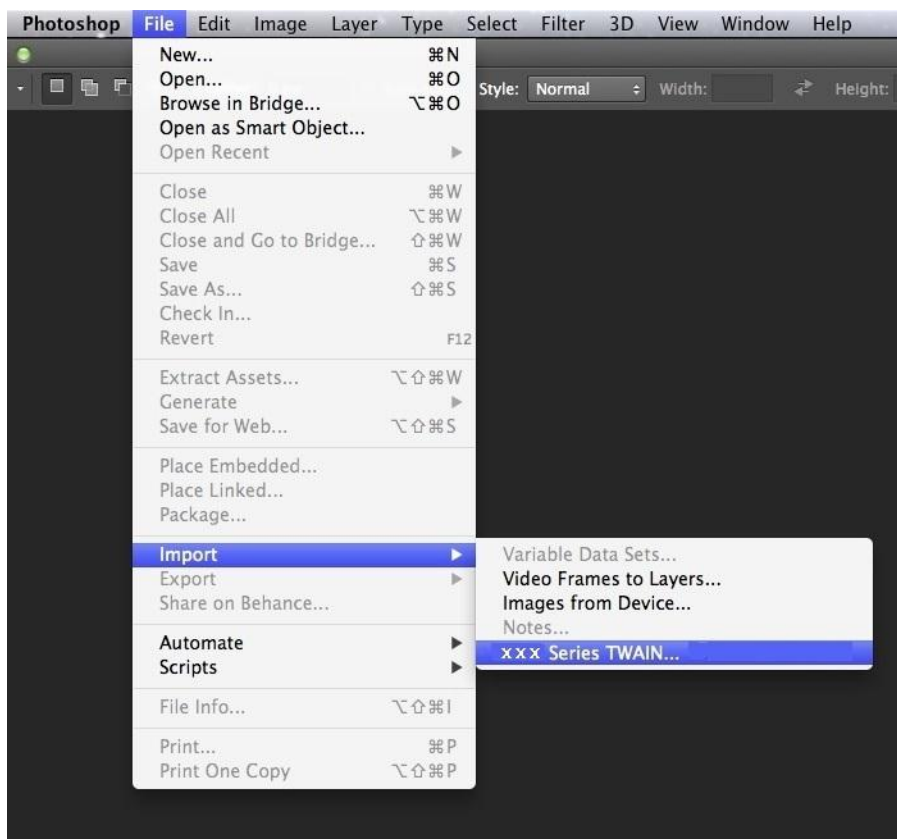 Photoshop File Edit Image Layer Type Select Filter 3D View Window Help
Style: Normal Width: Height:
New... ⌘N
Open... ⌘O
Browse in Bridge... ⌥⌘O
Open as Smart Object...
Open Recent ▶
Close ⌘W
Close All ⌥⌘W
Close and Go to Bridge... ⇧⌘W
Save ⌘S
Save As... ⇧⌘S
Check In...
Revert F12
Extract Assets... ⌥⇧⌘W
Generate ▶
Save for Web... ⌥⇧⌘S
Place Embedded...
Place Linked...
Package...
Import ▶
Export ▶
Share on Behance...
Automate ▶
Scripts ▶
File Info... ⌥⇧⌘I
Print... ⌘P
Print One Copy ⌥⇧⌘P
Variable Data Sets...
Video Frames to Layers...
Images from Device...
Notes...
xxx Series TWAIN...